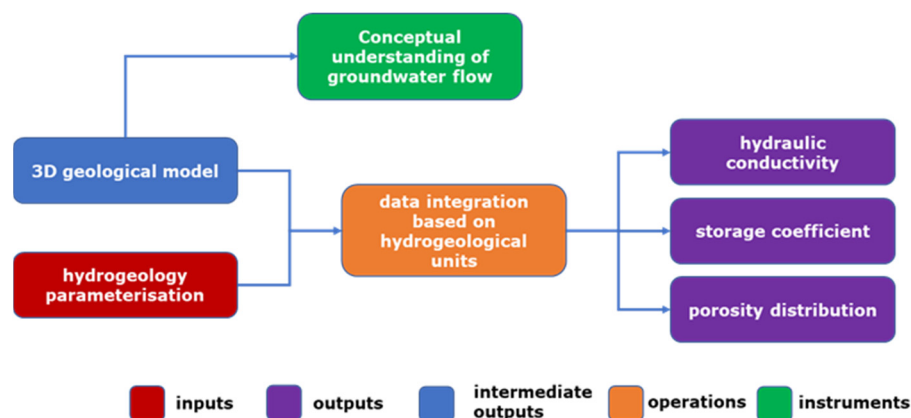 Conceptual
understanding of
groundwater flow
3D geological model
hydrogeology
parameterisation
data integration
based on
hydrogeological
units
hydraulic
conductivity
storage coefficient
porosity distribution
inputs
outputs
intermediate
outputs
operations
instruments